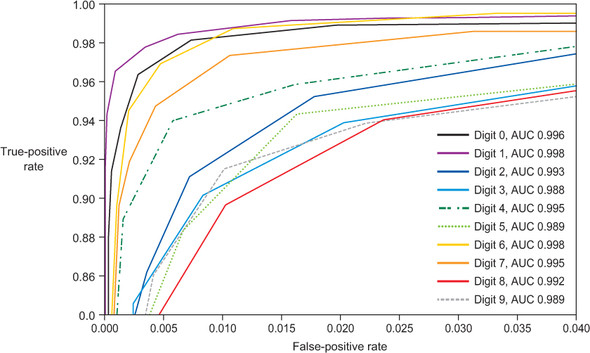 1.00
0.98
0.96
0.94
0.92
0.90
0.88
0.86
0.0
True-positive
rate
0.000
0.005
0.010
0.015
0.020
0.025
0.030
0.035
0.040
False-positive rate
Digit 0, AUC 0.996
Digit 1, AUC 0.998
Digit 2, AUC 0.993
Digit 3, AUC 0.988
Digit 4, AUC 0.995
Digit 5, AUC 0.989
Digit 6, AUC 0.998
Digit 7, AUC 0.995
Digit 8, AUC 0.992
Digit 9, AUC 0.989